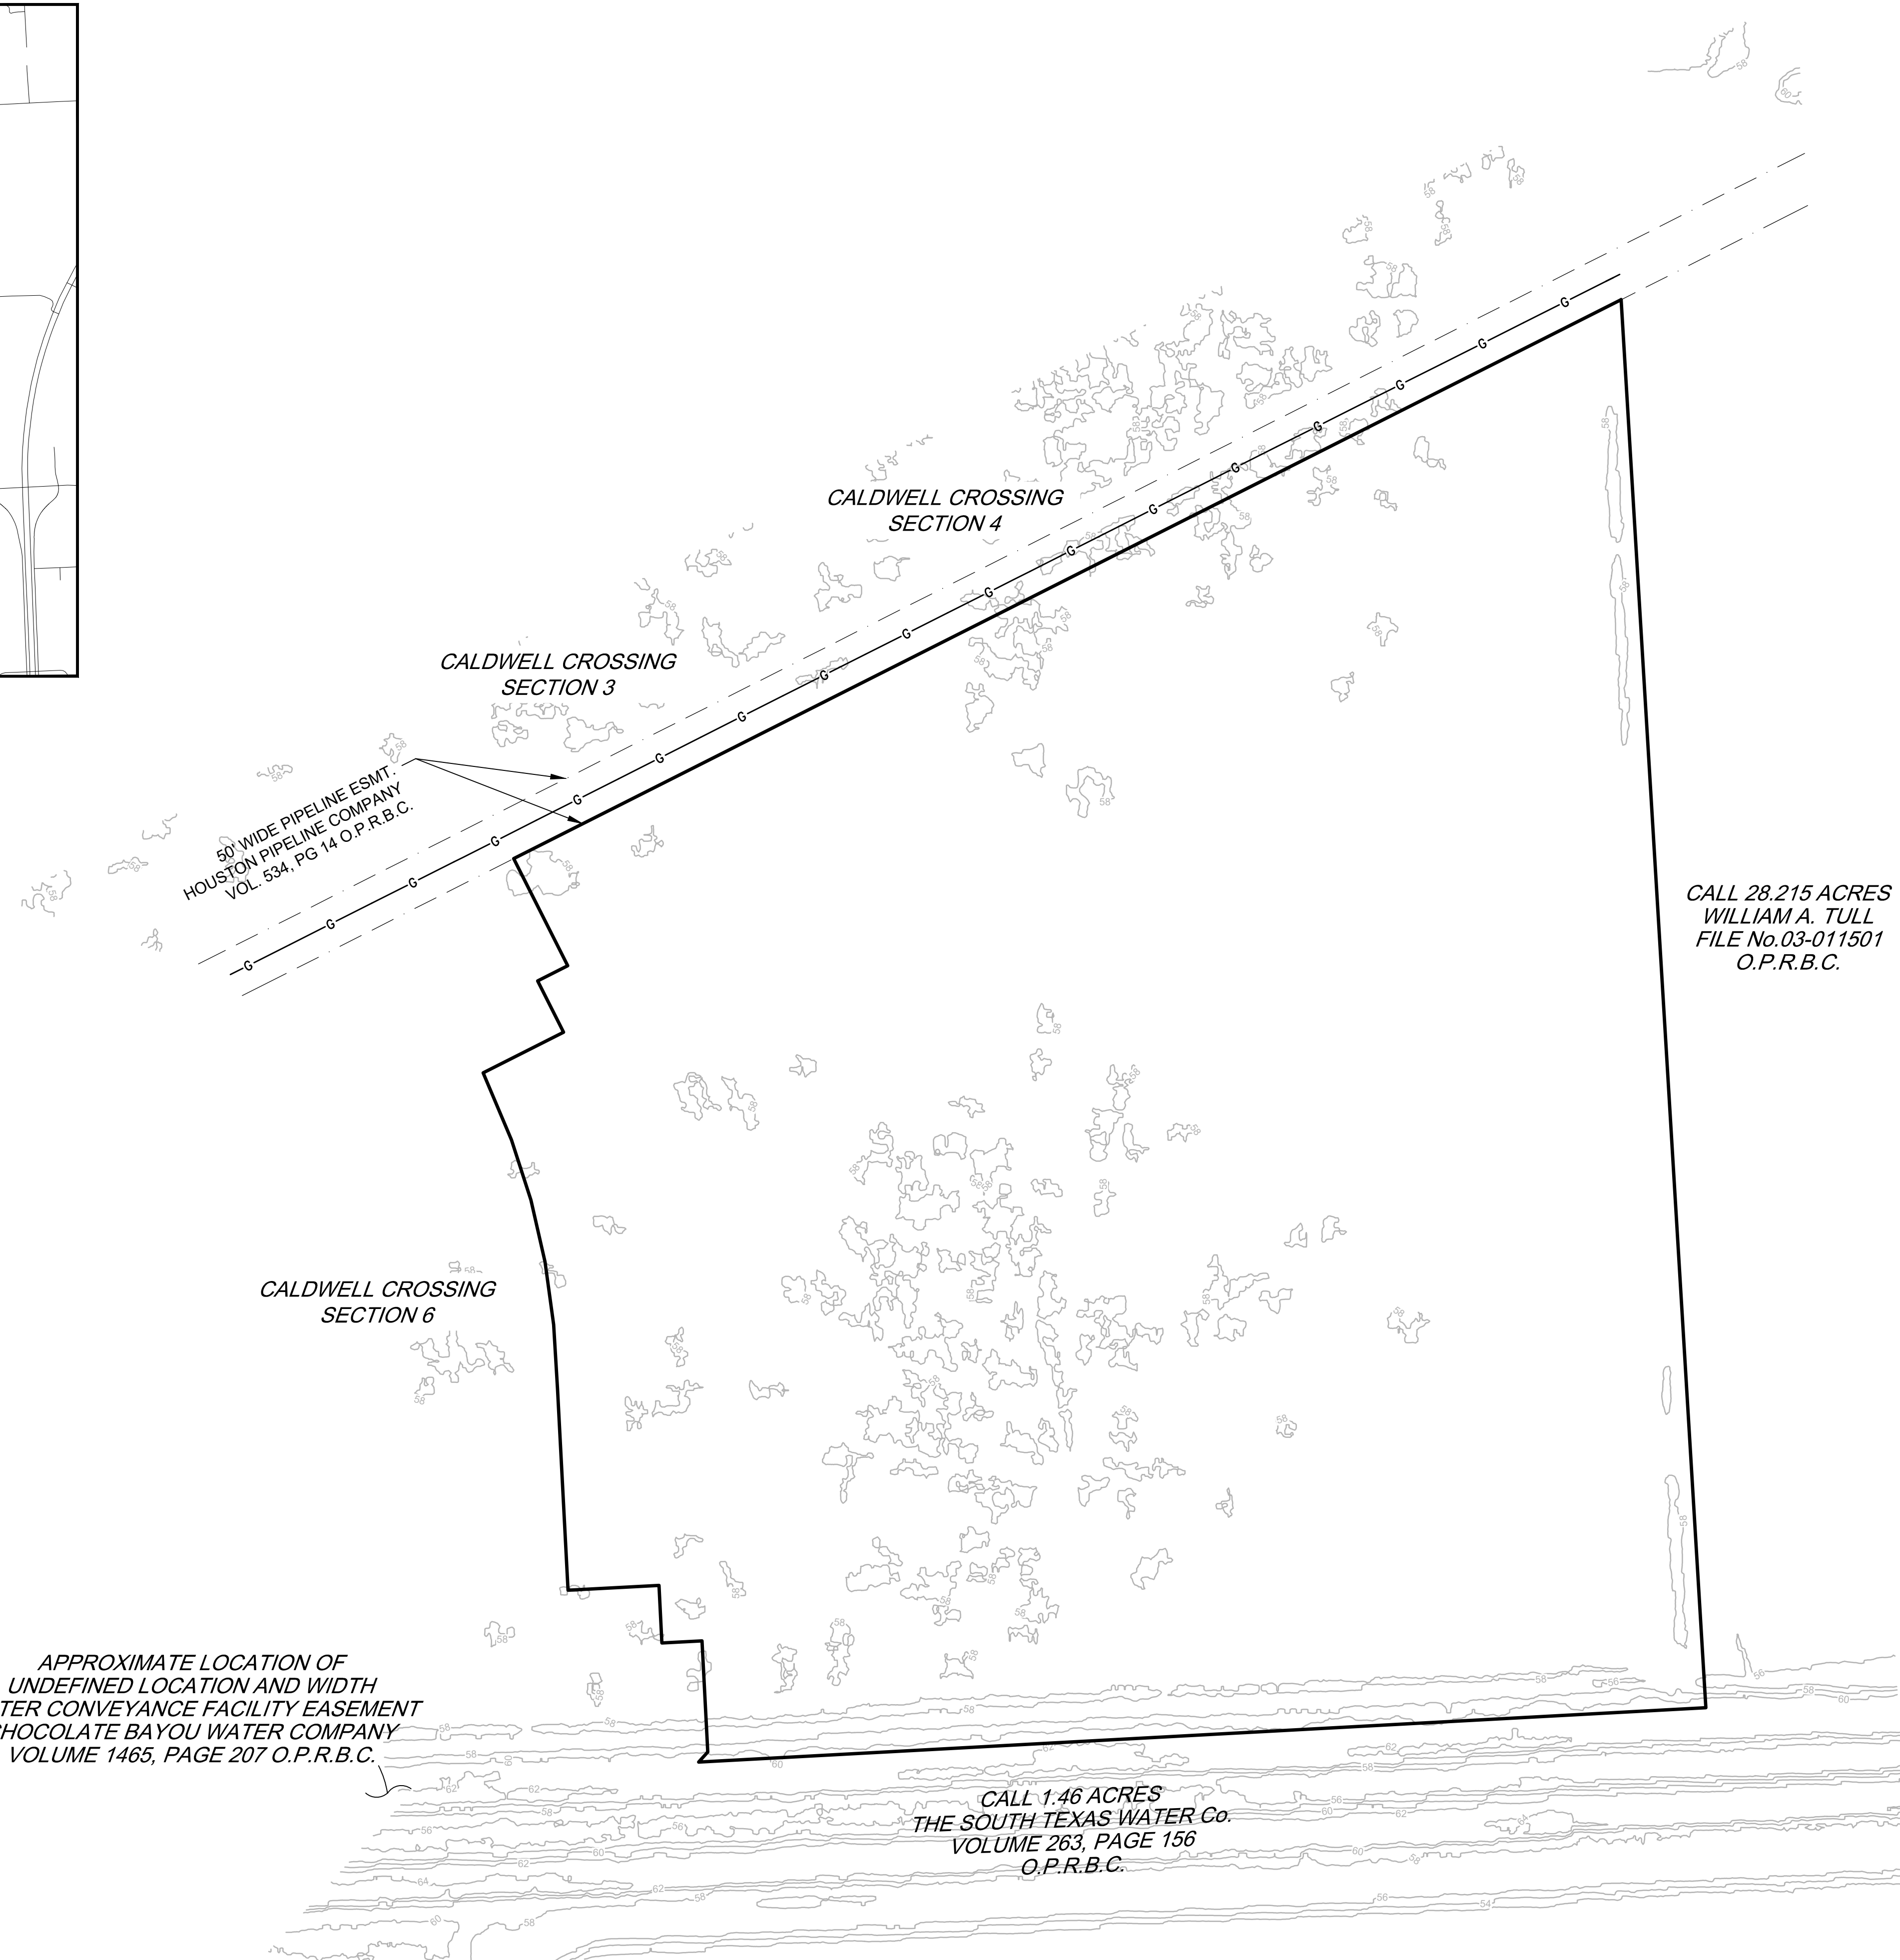 CALDWELL CROSSING
SECTION 4
CALDWELL CROSSING
SECTION 3
50' WIDE PIPELINE ESMT.
HOUSTON PIPELINE COMPANY
VOL. 534, PG 14 O.P.R.B.C.
CALL 28.215 ACRES
WILLIAM A. TULL
FILE No.03-011501
O.P.R.B.C.
CALDWELL CROSSING
SECTION 6
APPROXIMATE LOCATION OF
UNDEFINED LOCATION AND WIDTH
TER CONVEYANCE FACILITY EASEMENT
HOCOLATE BAYOU WATER COMPANY
VOLUME 1465, PAGE 207 O.P.R.B.C.
CALL 1.46 ACRES
THE SOUTH TEXAS WATER Co.
VOLUME 263, PAGE 156
O.P.R.B.C.